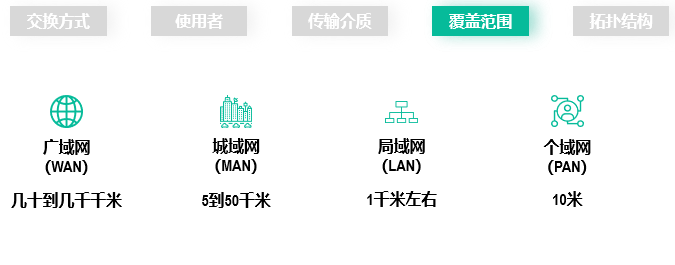 交换方式 使用者 传输介质 覆盖范围 拓扑结构
广域网 城域网 局域网 个域网
(WAN) (MAN) (LAN) (PAN)
几十到几千千米 5到50千米 1千米左右 10米